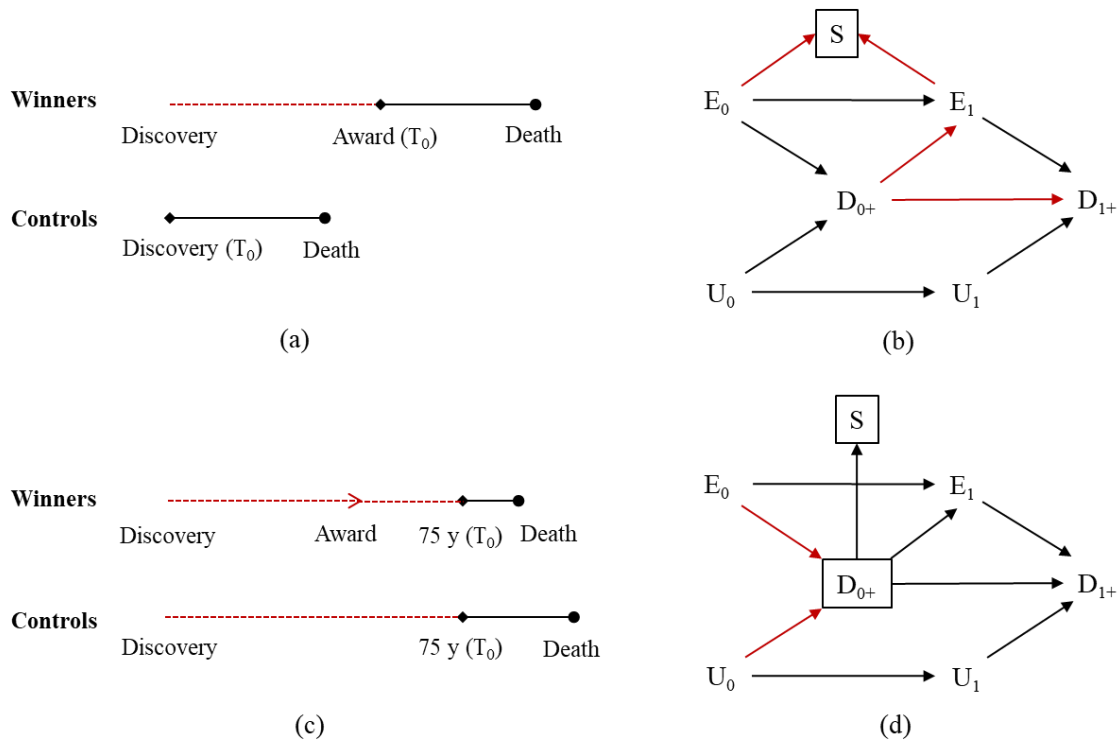 Winners
Discovery
Award (T₀)
Death
Controls
Discovery (T₀)
Death
(a)
S
E₀
E₁
D₀₊
D₁₊
U₀
U₁
(b)
Winners
Discovery
Award
75 y (T₀)
Death
Controls
Discovery
75 y (T₀)
Death
(c)
S
E₀
E₁
D₀₊
D₁₊
U₀
U₁
(d)